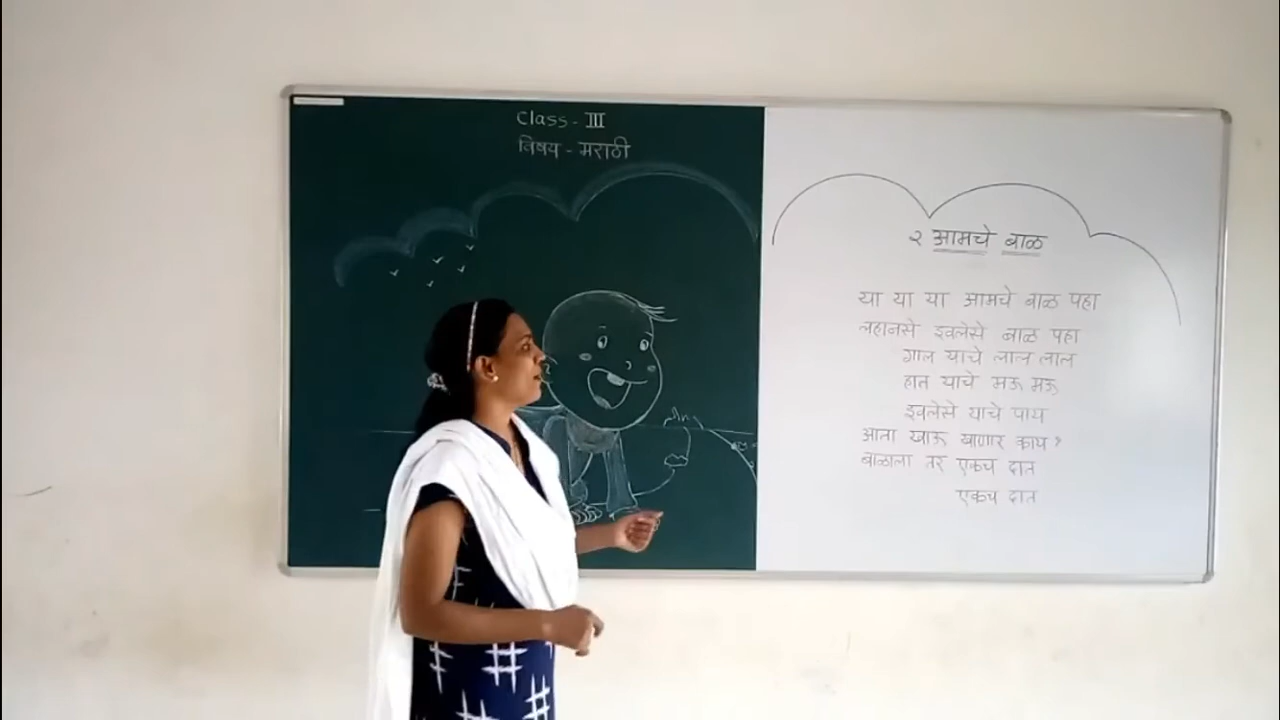 Class - III
विषय - मराठी
२ आमचे बाळ
या या या आमचे बाळ पहा
लहानसे इवलेसे बाळ पहा
गाल याचे लाल लाल
हात याचे मऊ मऊ
इवलेसे याचे पाय
आता खाऊ खाणार काय?
बाळाला तर एकच दात
एकच दात